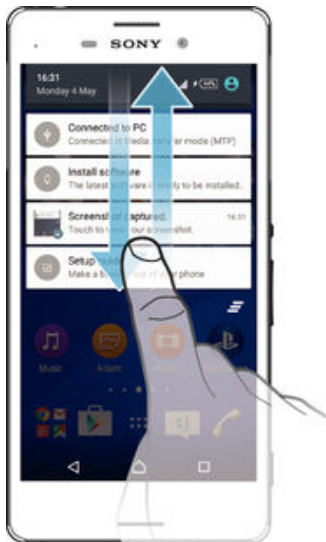 SONY
16:31
Monday 4 May
Connected to PC
Connected in Media transfer mode (MTP)
Install software
The latest software is ready to be installed.
Screenshot captured.
16:31
Touch to view your screenshot.
Setup guide
Make a backup of your phone
Music
Album